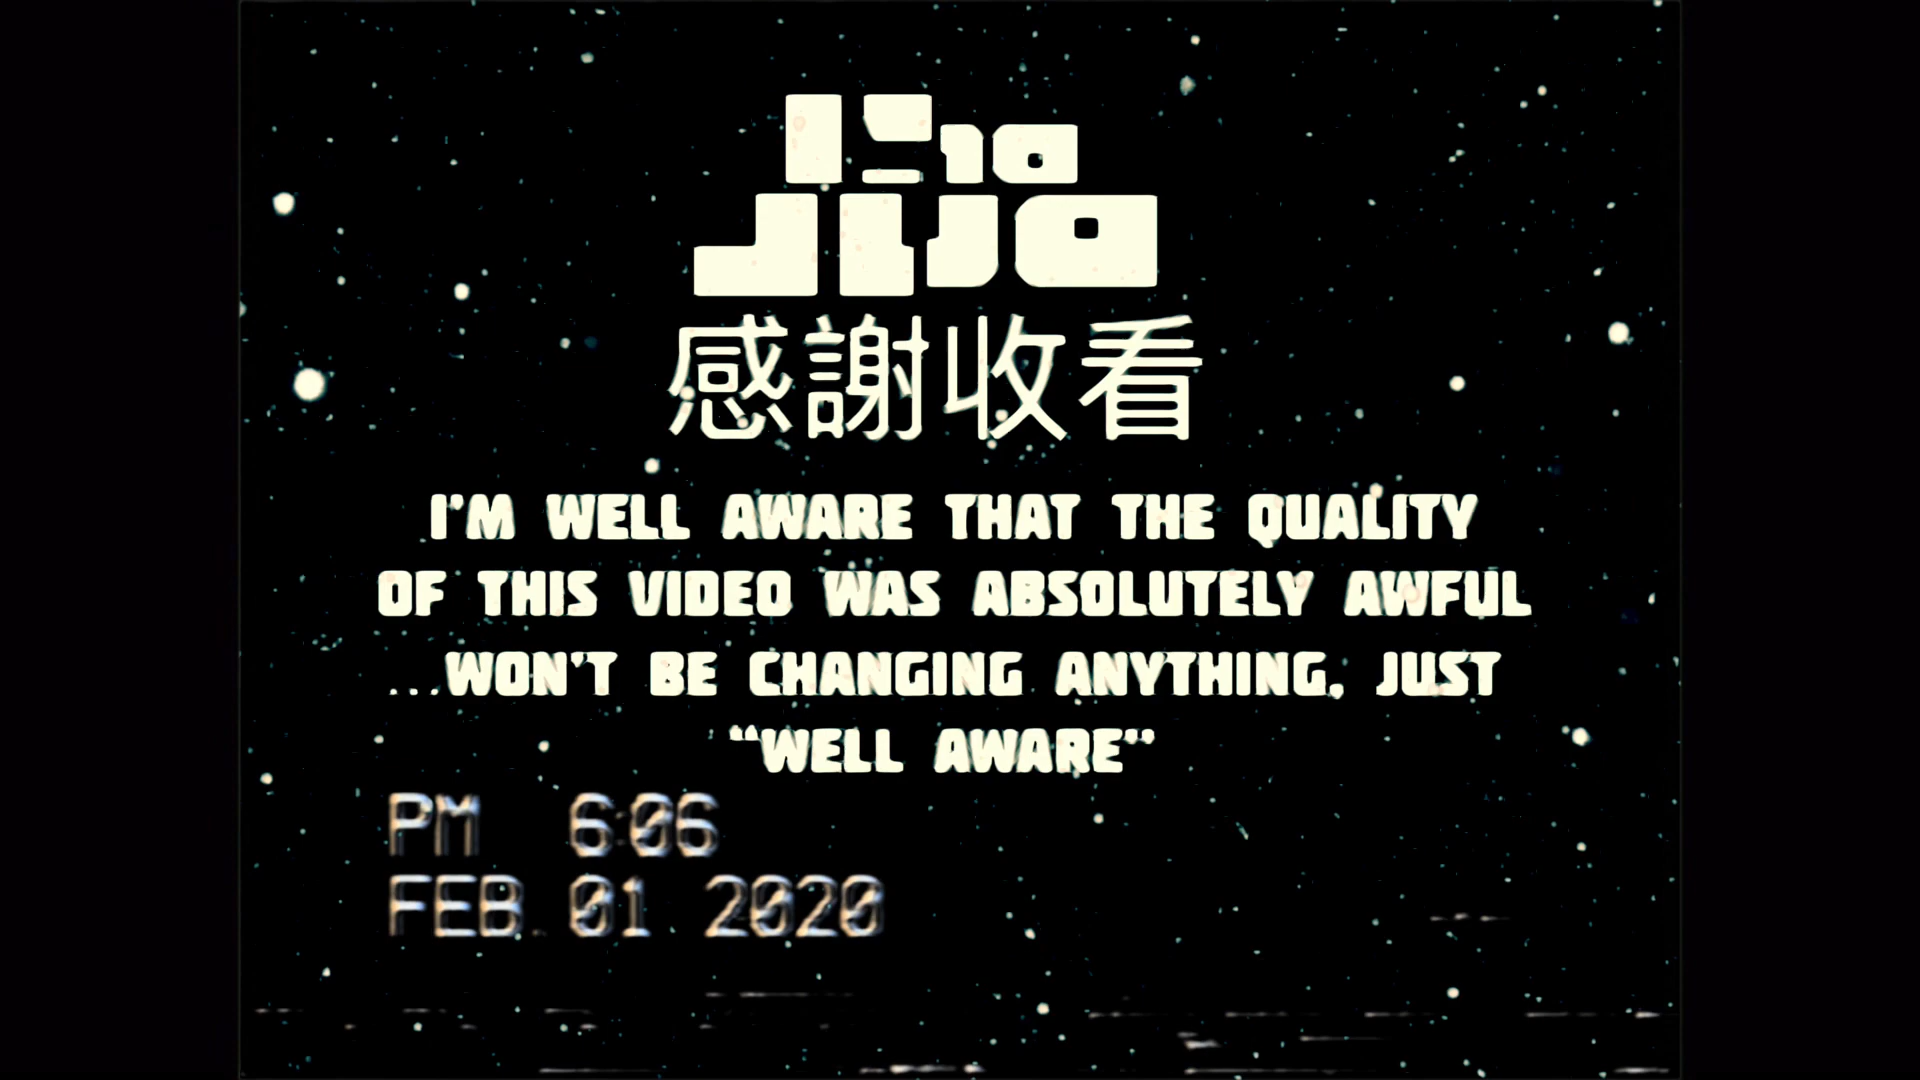 感謝收看
I'M WELL AWARE THAT THE QUALITY
OF THIS VIDEO WAS ABSOLUTELY AWFUL
...WON'T BE CHANGING ANYTHING, JUST
“WELL AWARE”
PM 6:06
FEB. 01 2020